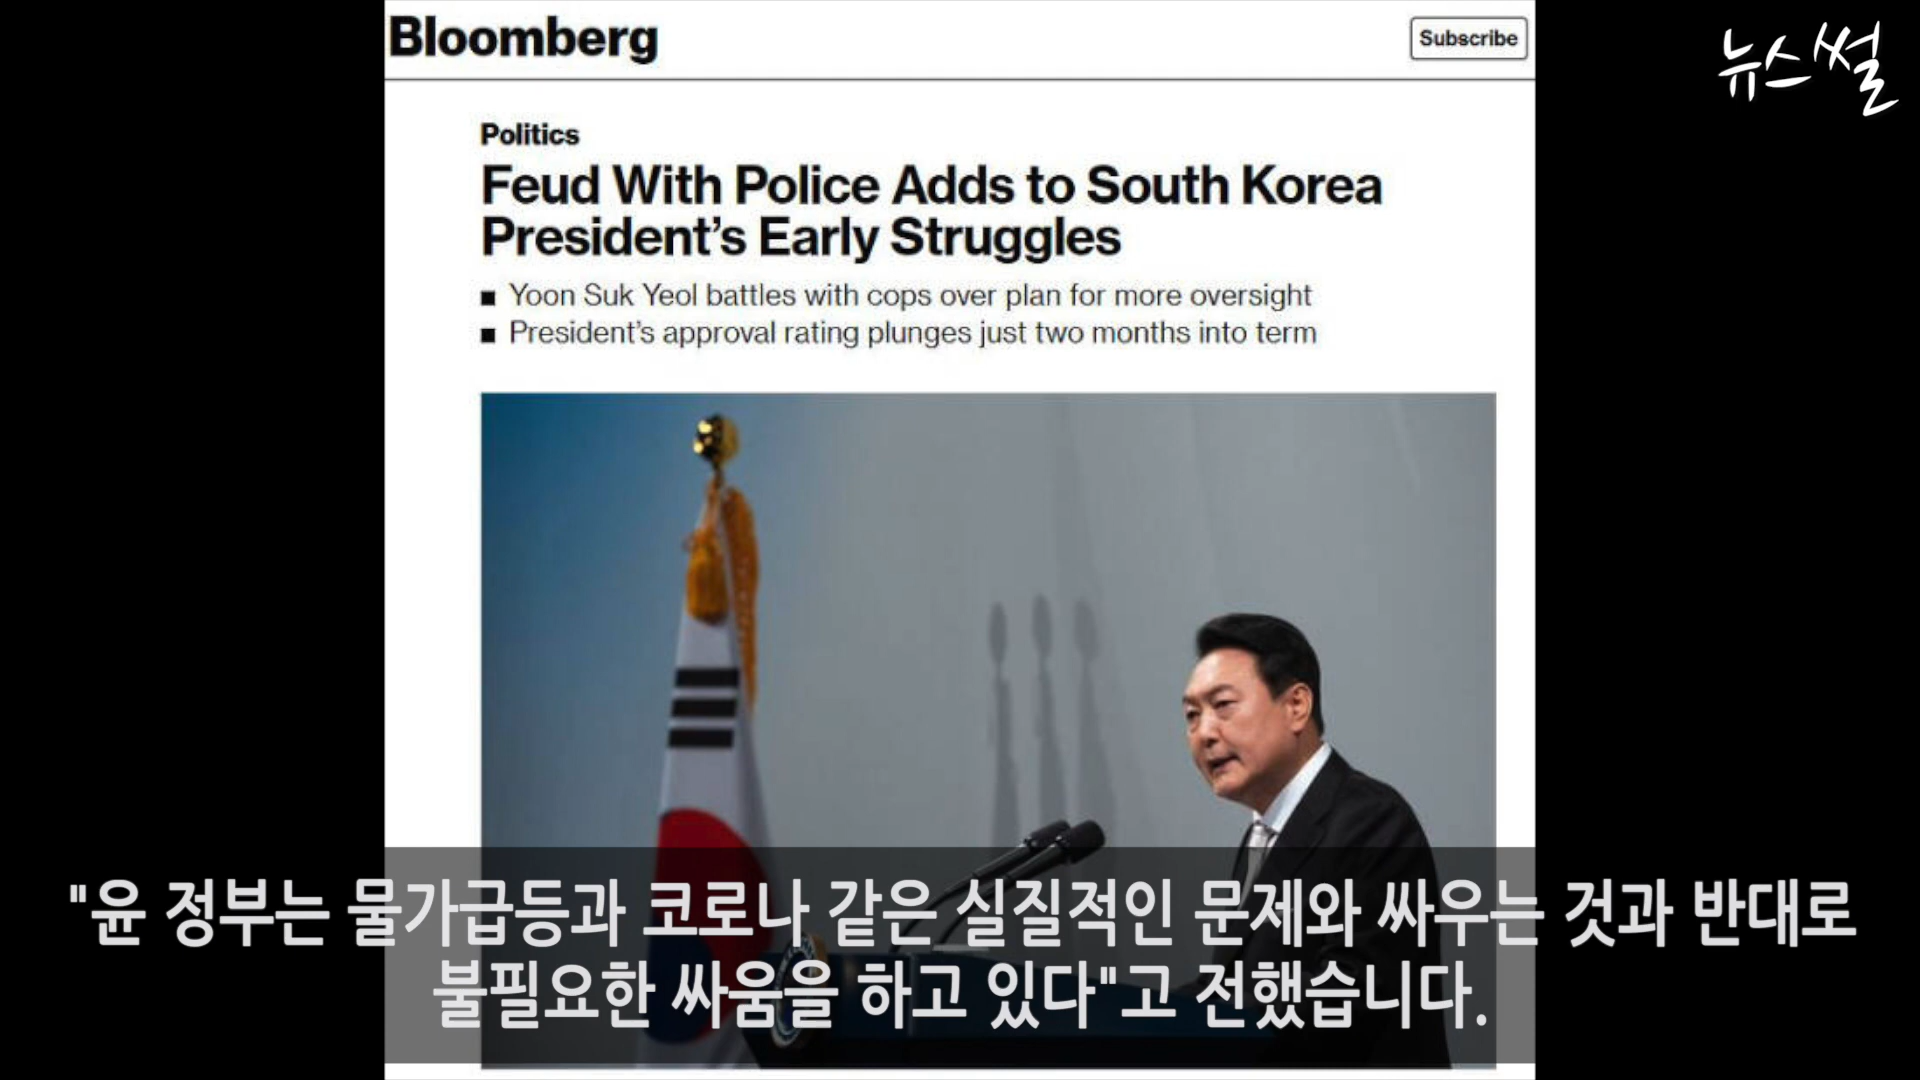 Bloomberg
Subscribe
뉴스썰
Politics
Feud With Police Adds to South Korea
President’s Early Struggles
■ Yoon Suk Yeol battles with cops over plan for more oversight
■ President’s approval rating plunges just two months into term
"윤 정부는 물가급등과 코로나 같은 실질적인 문제와 싸우는 것과 반대로
불필요한 싸움을 하고 있다"고 전했습니다.